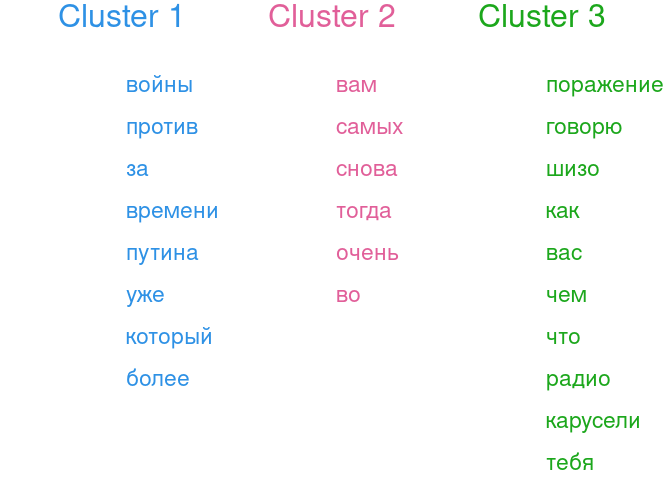 Cluster 1 Cluster 2 Cluster 3
войны вам поражение
против самых говорю
за снова шизо
времени тогда как
путина очень вас
уже во чем
который что
более радио
карусели
тебя